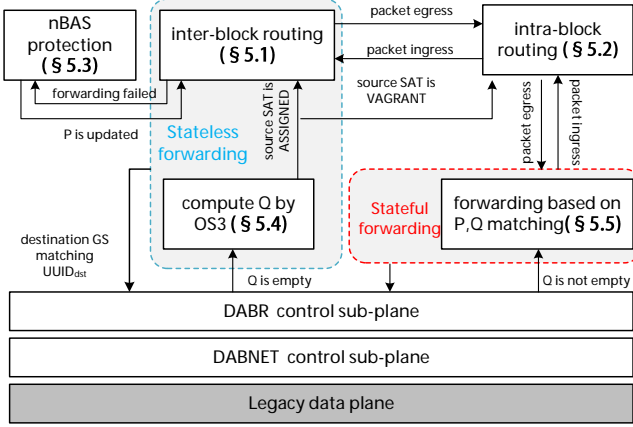 nBAS
protection
(§ 5.3)
inter-block routing
(§ 5.1)
packet egress
packet ingress
intra-block
routing (§ 5.2)
forwarding failed
P is updated
Stateless
forwarding
source SAT is
ASSIGNED
source SAT is
VAGRANT
packet egress
packet ingress
compute Q by
OS3 (§ 5.4)
Stateful
forwarding
forwarding based on
P,Q matching(§ 5.5)
destination GS
matching
UUIDdst
Q is empty
Q is not empty
DABR control sub-plane
DABNET control sub-plane
Legacy data plane